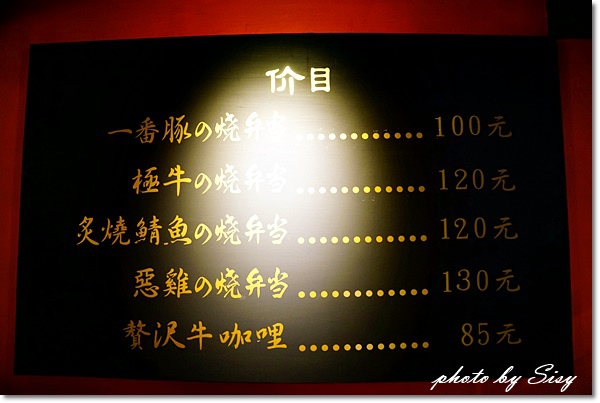 价目
一番豚の焼弁当............100元
極牛の焼弁当............120元
炙燒鯖魚の焼弁当............120元
惡雞の焼弁当............130元
贅沢牛咖哩............85元
photo by Sisy